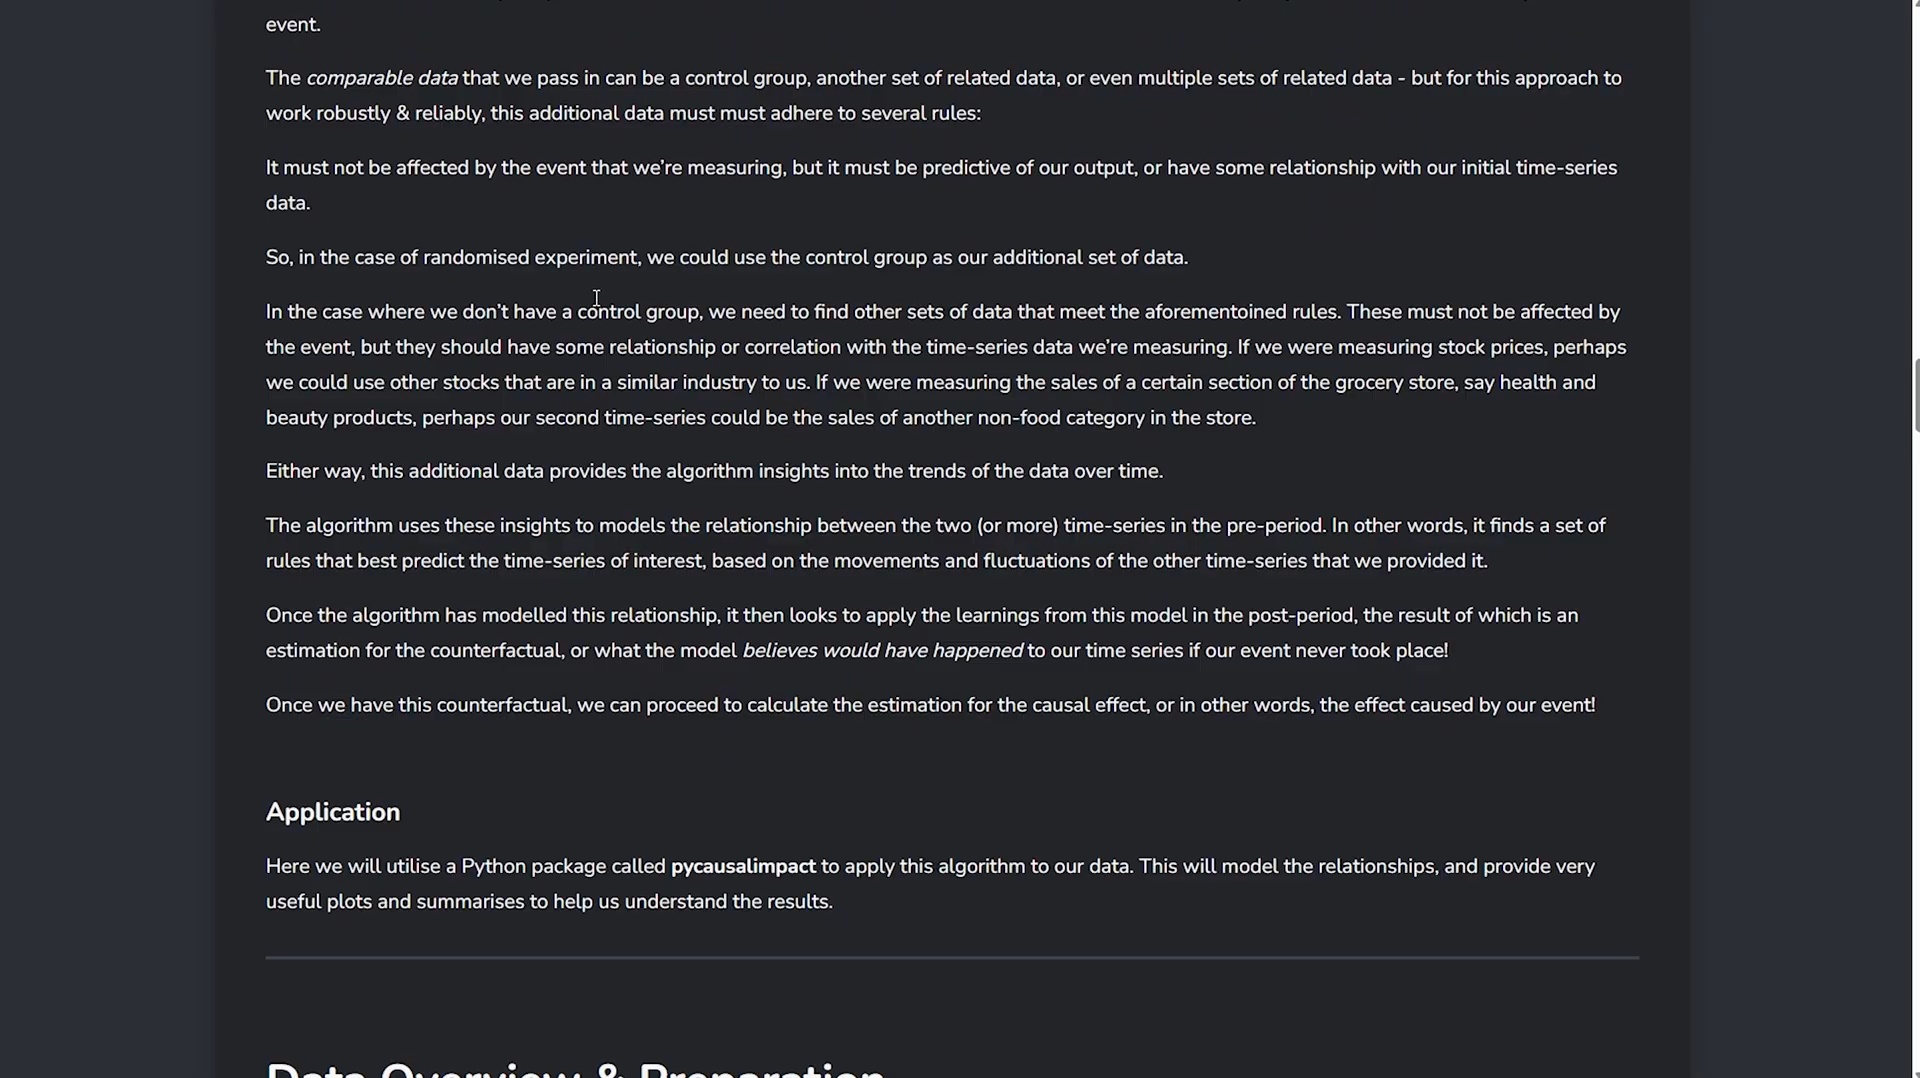 event.
The comparable data that we pass in can be a control group, another set of related data, or even multiple sets of related data - but for this approach to
work robustly & reliably, this additional data must must adhere to several rules:
It must not be affected by the event that we’re measuring, but it must be predictive of our output, or have some relationship with our initial time-series
data.
So, in the case of randomised experiment, we could use the control group as our additional set of data.
In the case where we don’t have a control group, we need to find other sets of data that meet the aforementoined rules. These must not be affected by
the event, but they should have some relationship or correlation with the time-series data we’re measuring. If we were measuring stock prices, perhaps
we could use other stocks that are in a similar industry to us. If we were measuring the sales of a certain section of the grocery store, say health and
beauty products, perhaps our second time-series could be the sales of another non-food category in the store.
Either way, this additional data provides the algorithm insights into the trends of the data over time.
The algorithm uses these insights to models the relationship between the two (or more) time-series in the pre-period. In other words, it finds a set of
rules that best predict the time-series of interest, based on the movements and fluctuations of the other time-series that we provided it.
Once the algorithm has modelled this relationship, it then looks to apply the learnings from this model in the post-period, the result of which is an
estimation for the counterfactual, or what the model believes would have happened to our time series if our event never took place!
Once we have this counterfactual, we can proceed to calculate the estimation for the causal effect, or in other words, the effect caused by our event!
Application
Here we will utilise a Python package called pycausalimpact to apply this algorithm to our data. This will model the relationships, and provide very
useful plots and summarises to help us understand the results.
Data Overview & Preparation